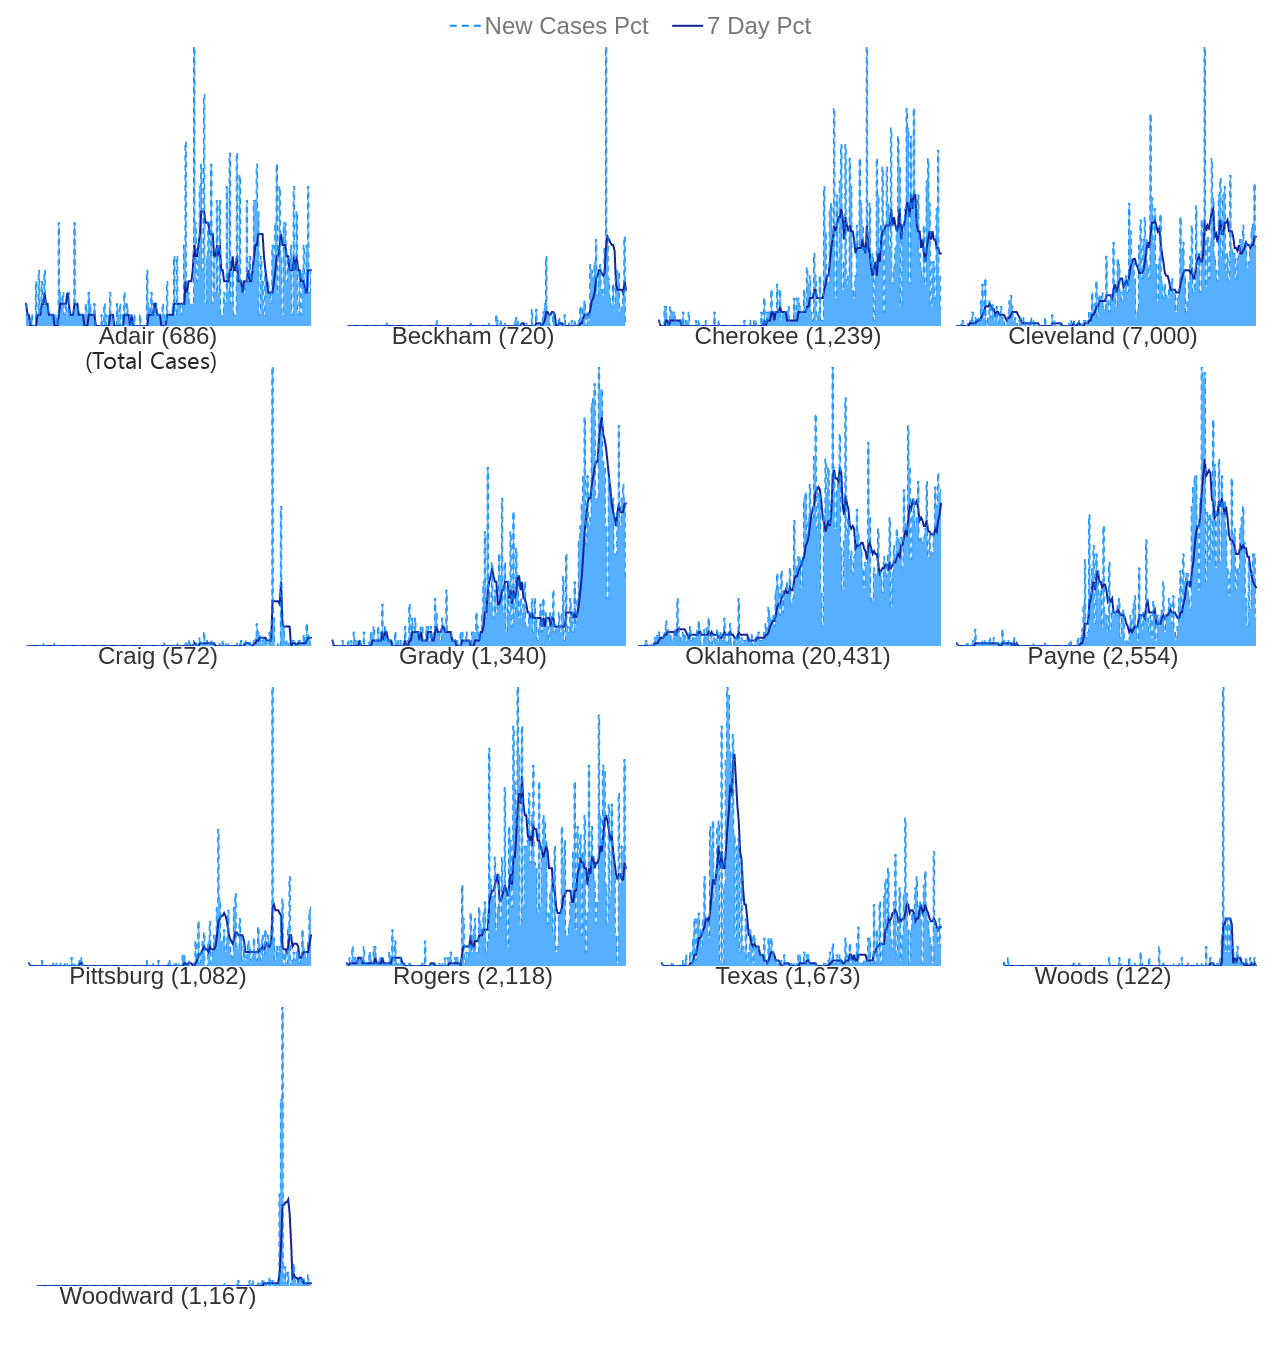 New Cases Pct 7 Day Pct
Adair (686) Beckham (720) Cherokee (1,239) Cleveland (7,000)
(Total Cases)
Craig (572) Grady (1,340) Oklahoma (20,431) Payne (2,554)
Pittsburg (1,082) Rogers (2,118) Texas (1,673) Woods (122)
Woodward (1,167)